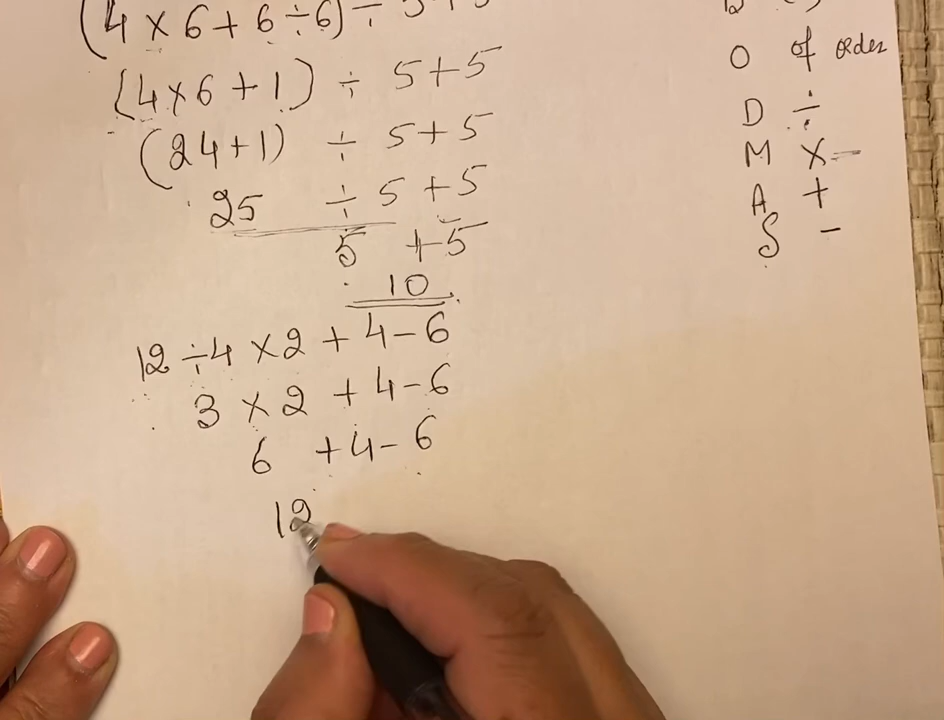 (4 × 6 + 6 ÷ 6) ÷ 5 + 5
(4 × 6 + 1) ÷ 5 + 5
(24 + 1) ÷ 5 + 5
25 ÷ 5 + 5
5 + 5
10
12 ÷ 4 × 2 + 4 - 6
3 × 2 + 4 - 6
6 + 4 - 6
O of order
D ÷
M × -
A +
S -